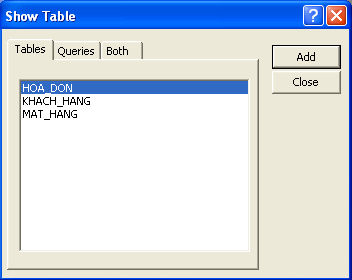 Show Table
Tables Queries Both
Add
Close
HOA_DON
KHACH_HANG
MAT_HANG